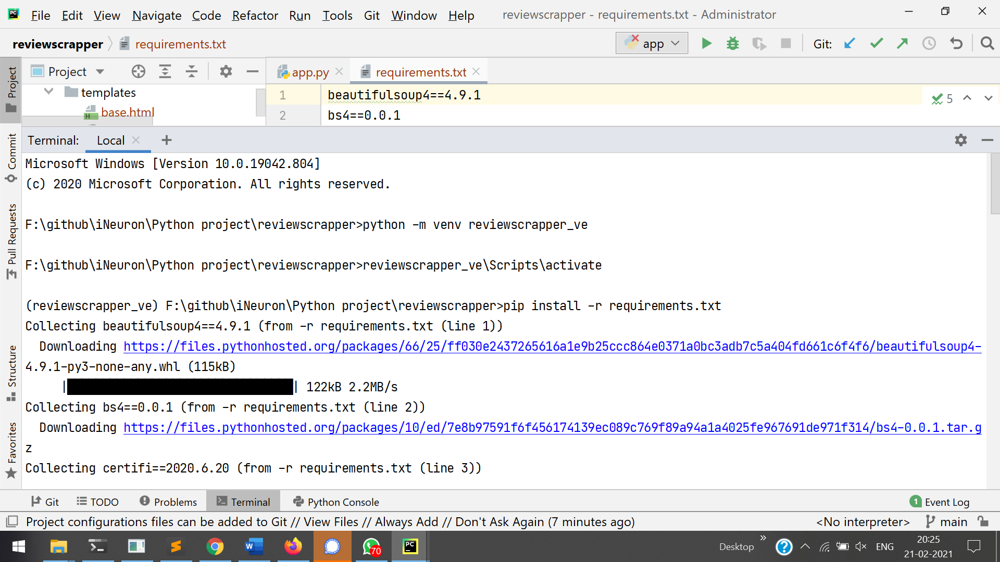 File Edit View Navigate Code Refactor Run Tools Git Window Help reviewscrapper - requirements.txt - Administrator
reviewscrapper requirements.txt app Git:
Project app.py requirements.txt
templates
base.html
1 beautifulsoup4==4.9.1 5
2 bs4==0.0.1
Project
Commit
Pull Requests
Structure
Favorites
Terminal: Local
Microsoft Windows [Version 10.0.19042.804]
(c) 2020 Microsoft Corporation. All rights reserved.
F:\github\iNeuron\Python project\reviewscrapper>python -m venv reviewscrapper_ve
F:\github\iNeuron\Python project\reviewscrapper>reviewscrapper_ve\Scripts\activate
(reviewscrapper_ve) F:\github\iNeuron\Python project\reviewscrapper>pip install -r requirements.txt
Collecting beautifulsoup4==4.9.1 (from -r requirements.txt (line 1))
Downloading https://files.pythonhosted.org/packages/66/25/ff030e2437265616a1e9b25ccc864e0371a0bc3adb7c5a404fd661c6f4f6/beautifulsoup4-
4.9.1-py3-none-any.whl (115kB)
| | 122kB 2.2MB/s
Collecting bs4==0.0.1 (from -r requirements.txt (line 2))
Downloading https://files.pythonhosted.org/packages/10/ed/7e8b97591f6f456174139ec089c769f89a94a1a4025fe967691de971f314/bs4-0.0.1.tar.g
z
Collecting certifi==2020.6.20 (from -r requirements.txt (line 3))
Git TODO Problems Terminal Python Console 1 Event Log
Project configurations files can be added to Git // View Files // Always Add // Don't Ask Again (7 minutes ago) <No interpreter> main
70 Desktop ENG 20:25
21-02-2021